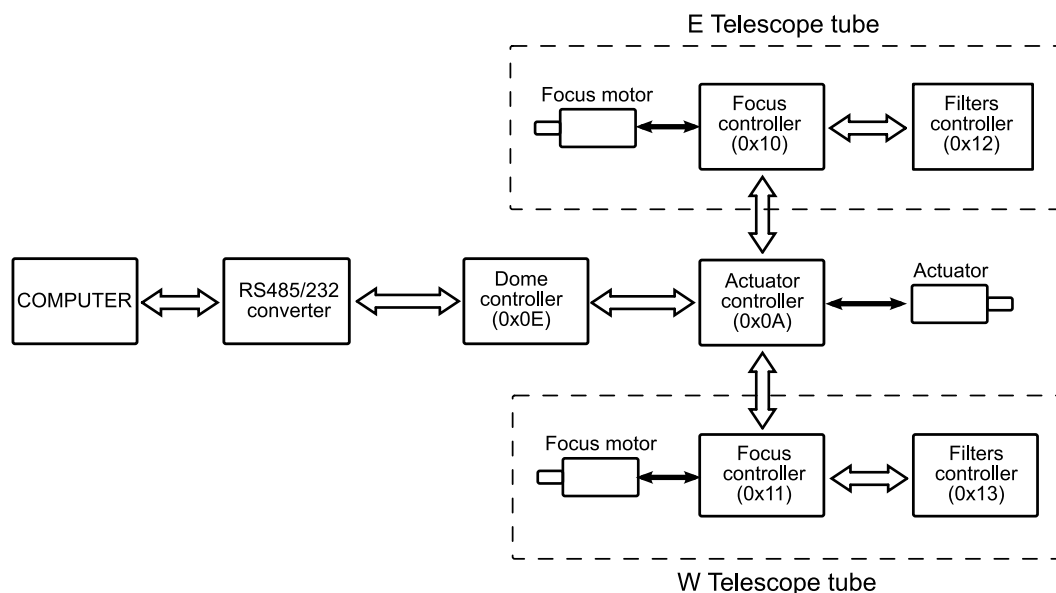 E Telescope tube
Focus motor
Focus
controller
(0x10)
Filters
controller
(0x12)
COMPUTER
RS485/232
converter
Dome
controller
(0x0E)
Actuator
controller
(0x0A)
Actuator
Focus motor
Focus
controller
(0x11)
Filters
controller
(0x13)
W Telescope tube